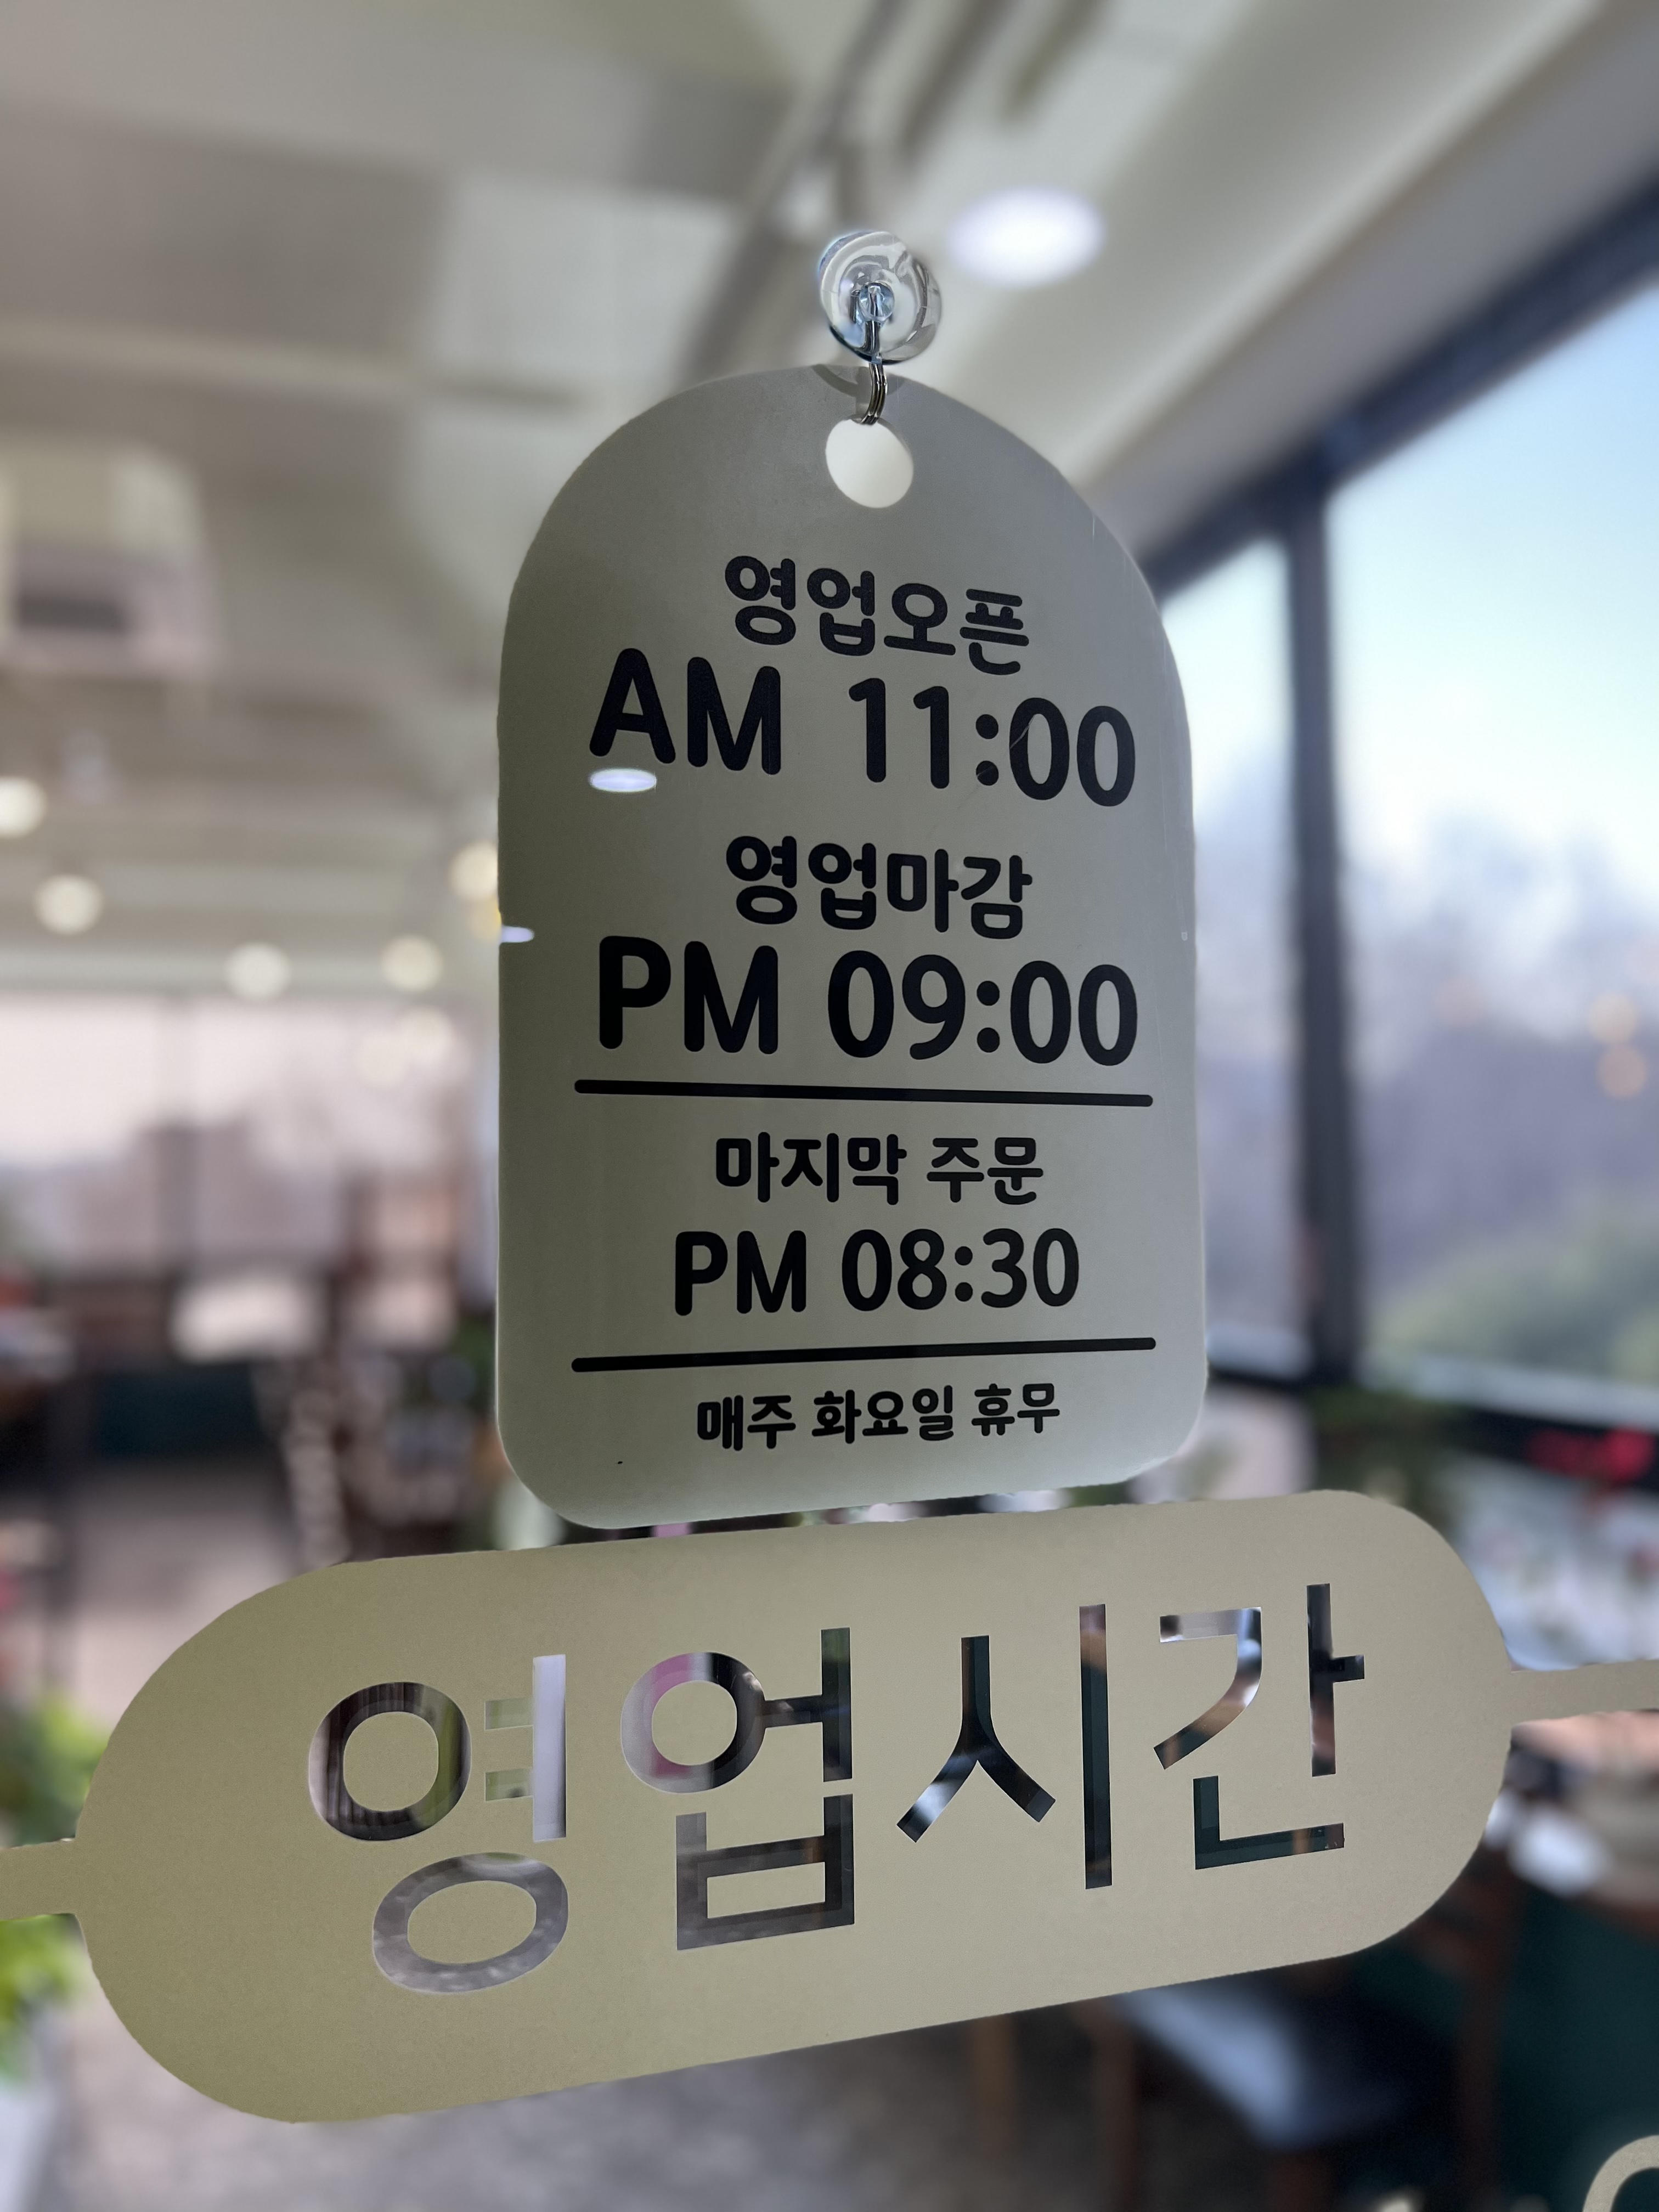 영업오픈
AM 11:00
영업마감
PM 09:00
마지막 주문
PM 08:30
매주 화요일 휴무
영업시간